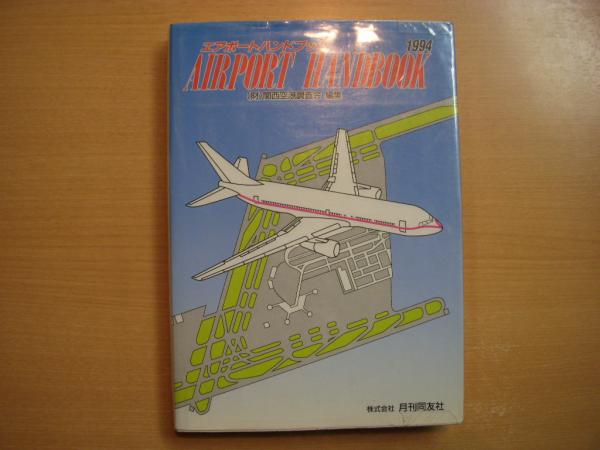 エアポートハンドブック
1994
AIRPORT HANDBOOK
(財)関西空港調査会 編集
株式会社 月刊同友社